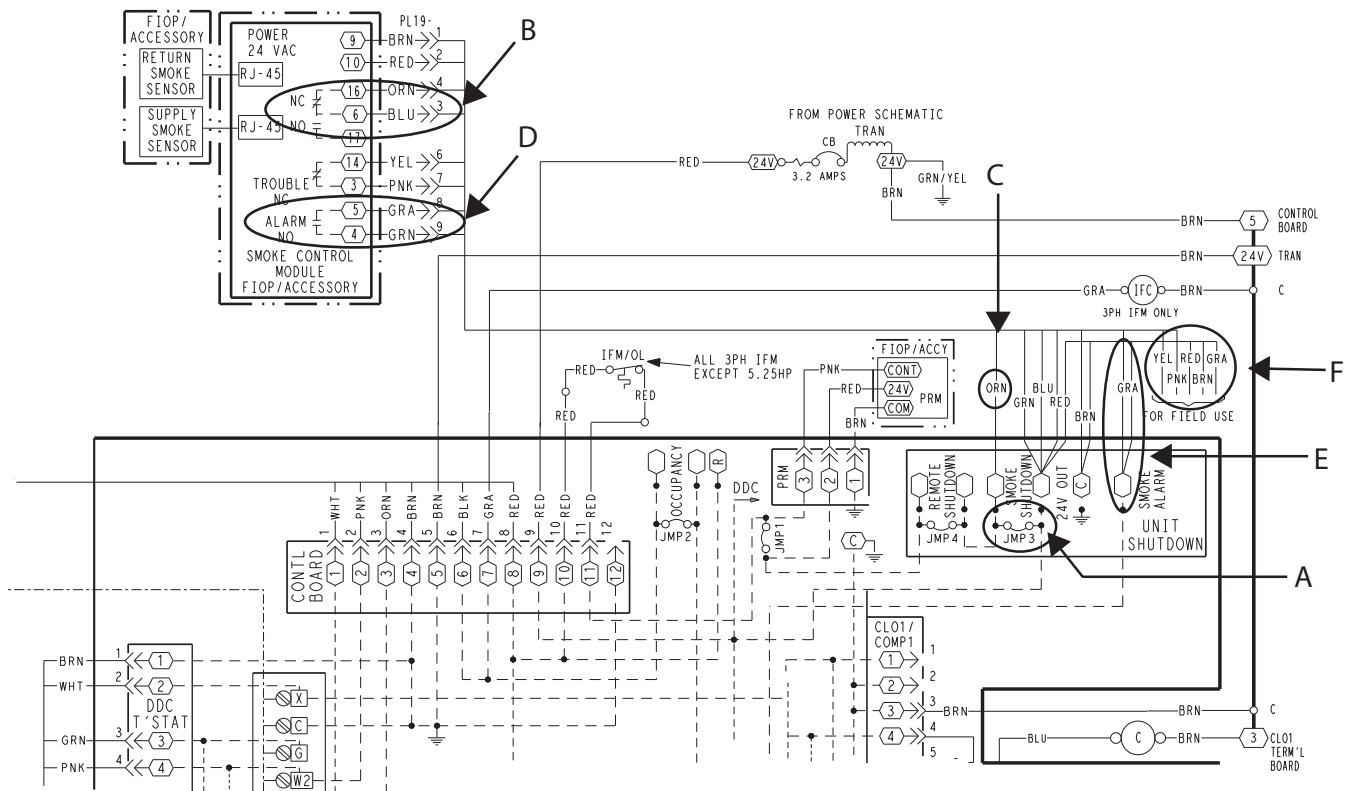 FIOP/
ACCESSORY
RETURN
SMOKE
SENSOR
SUPPLY
SMOKE
SENSOR
POWER
24 VAC
RJ-45
RJ-45
NC
NO
TROUBLE
NC
ALARM
NO
SMOKE CONTROL
MODULE
FIOP/ACCESSORY
PL19-
9 BRN 1
10 RED 2
16 ORN 4
6 BLU 3
17
14 YEL 6
3 PNK 7
5 GRA 8
4 GRN 9
B
D
FROM POWER SCHEMATIC
TRAN
CB
RED
24V
3.2 AMPS
24V
GRN/YEL
BRN
C
BRN
5
CONTROL
BOARD
BRN
24V
TRAN
GRA
IFC
BRN
C
3PH IFM ONLY
IFM/OL
RED
RED
RED
ALL 3PH IFM
EXCEPT 5.25HP
FIOP/ACCY
PNK
CONT
RED
24V
PRM
BRN
COM
ORN
GRN
BLU
RED
BRN
GRA
YEL RED GRA
PNK BRN
FOR FIELD USE
F
E
A
OCCUPANCY
R
JMP2
DDC
PRM
3 2 1
JMP1
C
REMOTE
SHUTDOWN
SMOKE
SHUTDOWN
24V OUT
C
SMOKE
ALARM
JMP4
JMP3
UNIT
SHUTDOWN
WHT PNK ORN BRN BRN BLK GRA RED RED RED RED
1 2 3 4 5 6 7 8 9 10 11 12
CONTL
BOARD
1 2 3 4 5 6 7 8 9 10 11 12
BRN 1 1
WHT 2 2
DDC
T'STAT
GRN 3 3
PNK 4 4
X
C
G
W2
CLO1/
COMP1
1 1
2 2
3 3 BRN
4 4
5
BRN
C
BLU
C
BRN
3
CLO1
TERM'L
BOARD